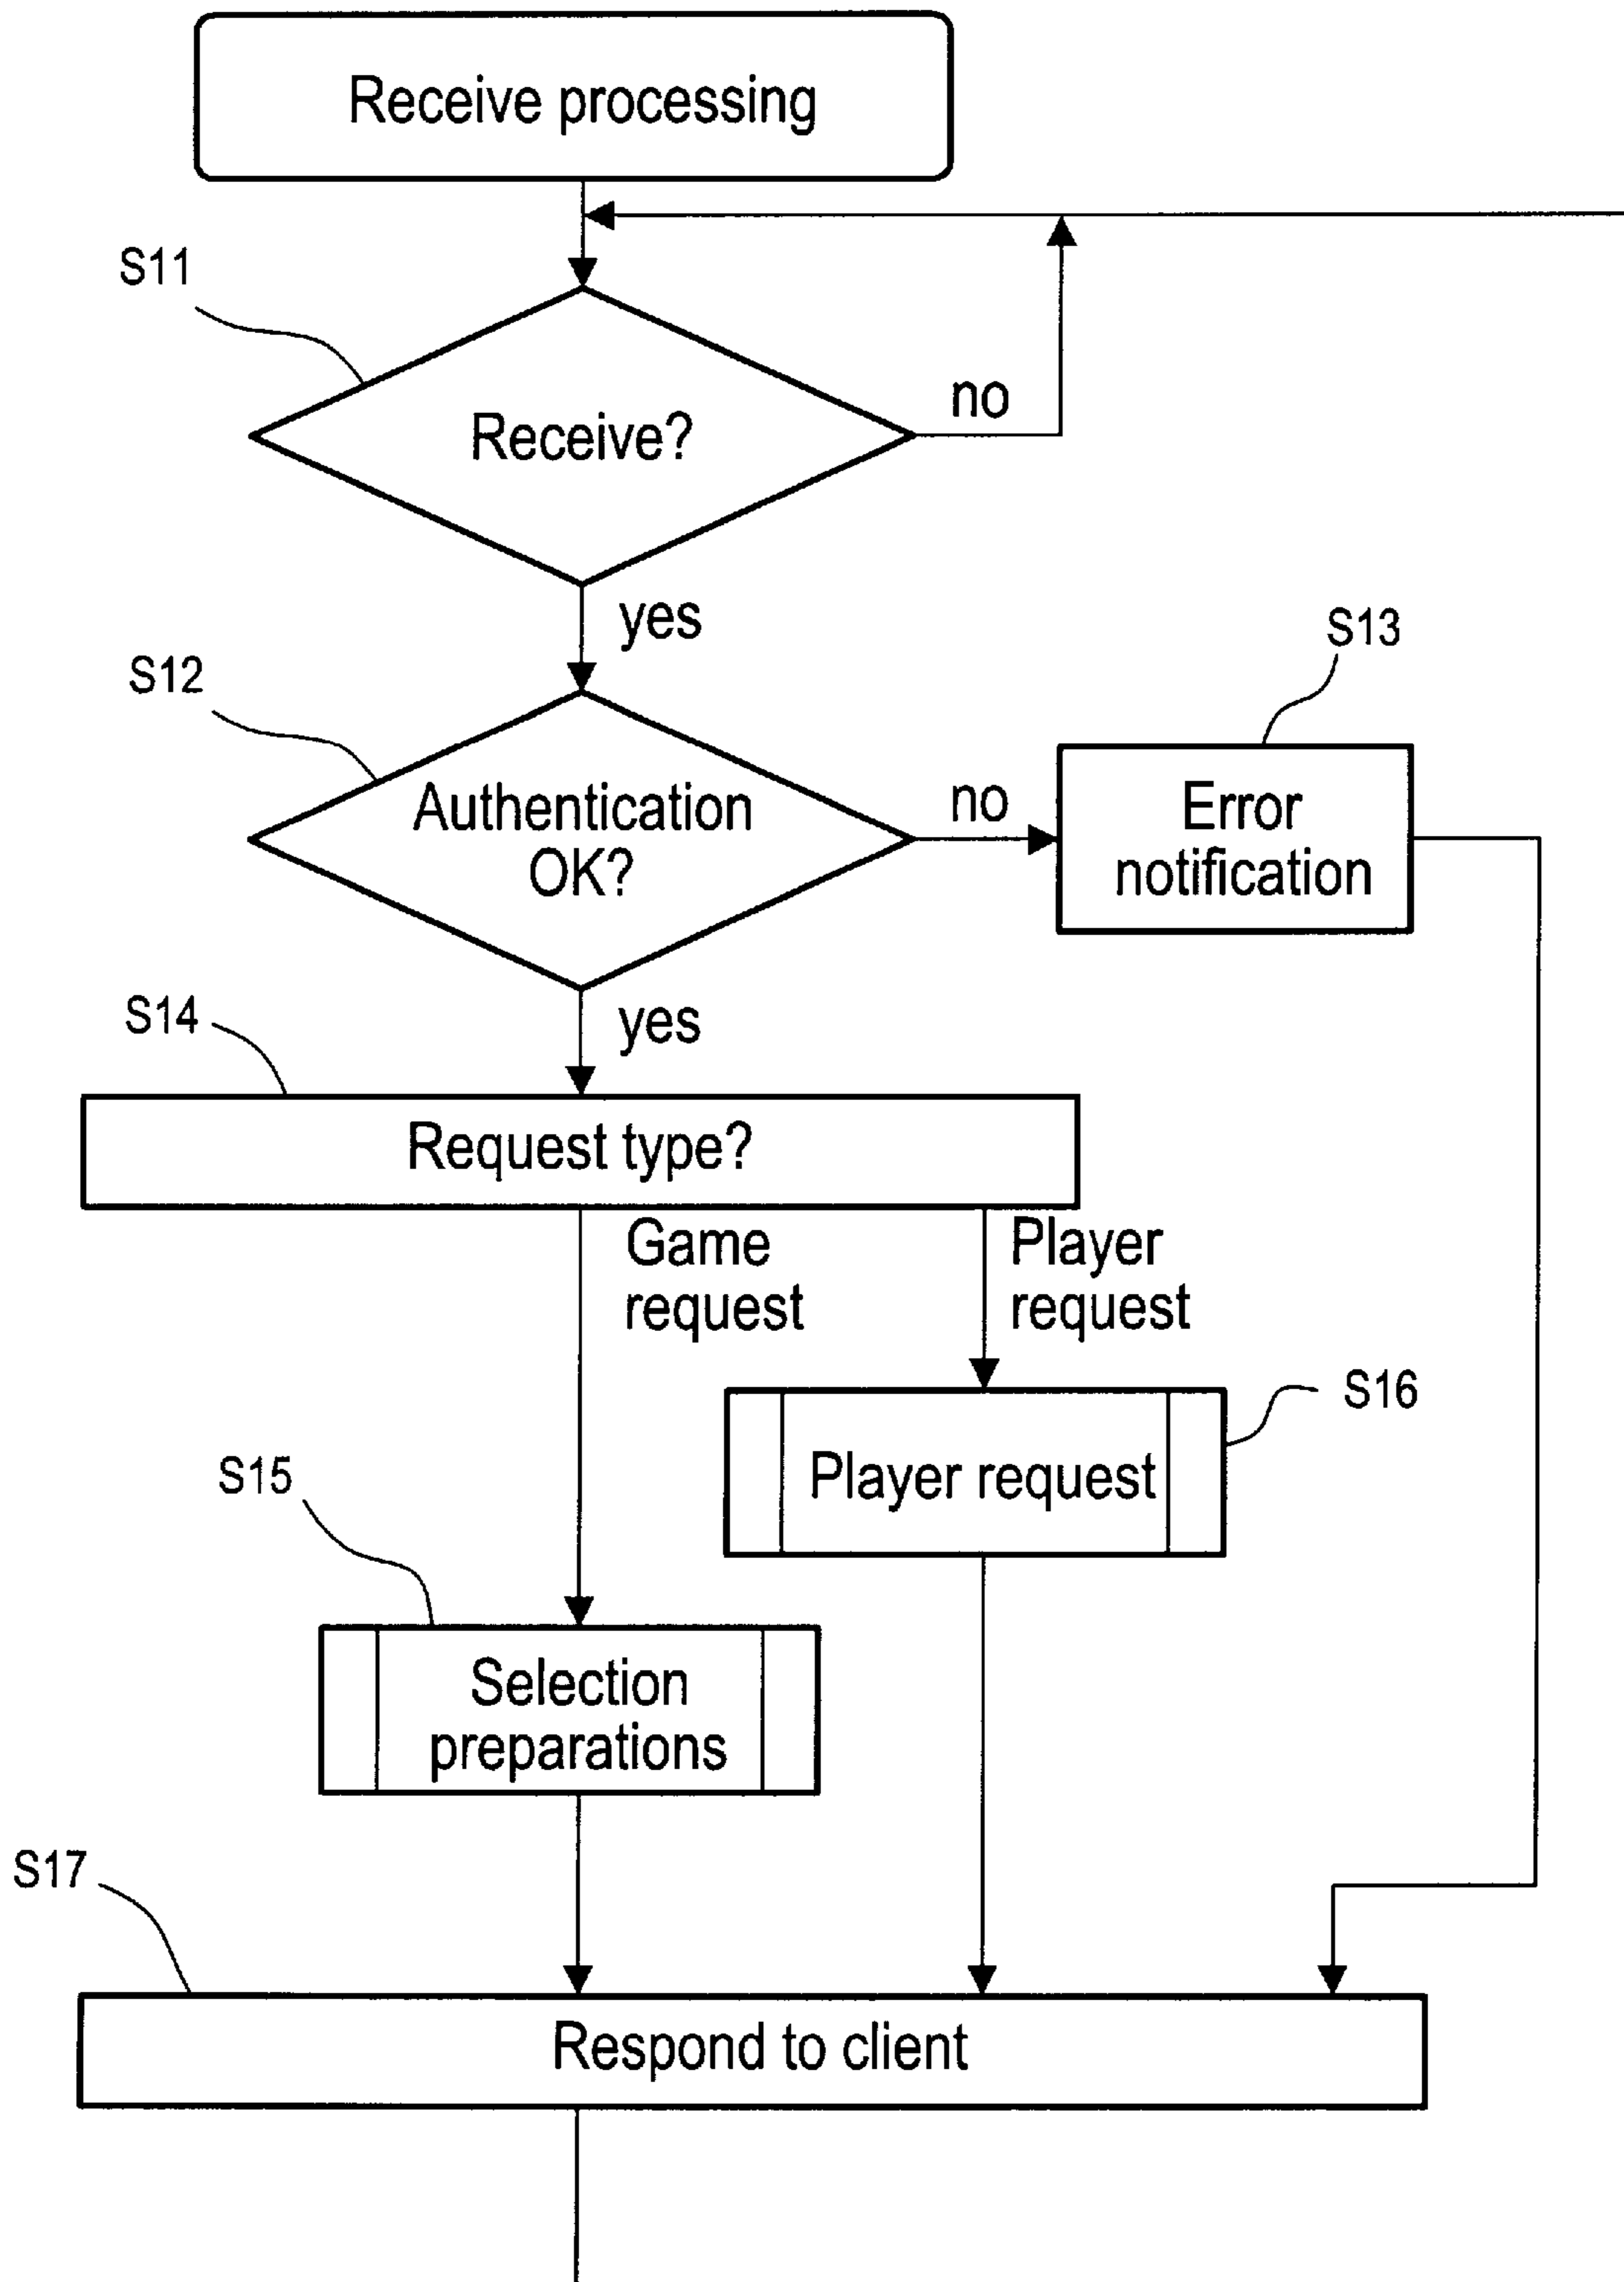 Receive processing
S11
Receive?
no
yes
S12
S13
Authentication
OK?
no
Error
notification
S14
yes
Request type?
Game
request
Player
request
S16
Player request
S15
Selection
preparations
S17
Respond to client